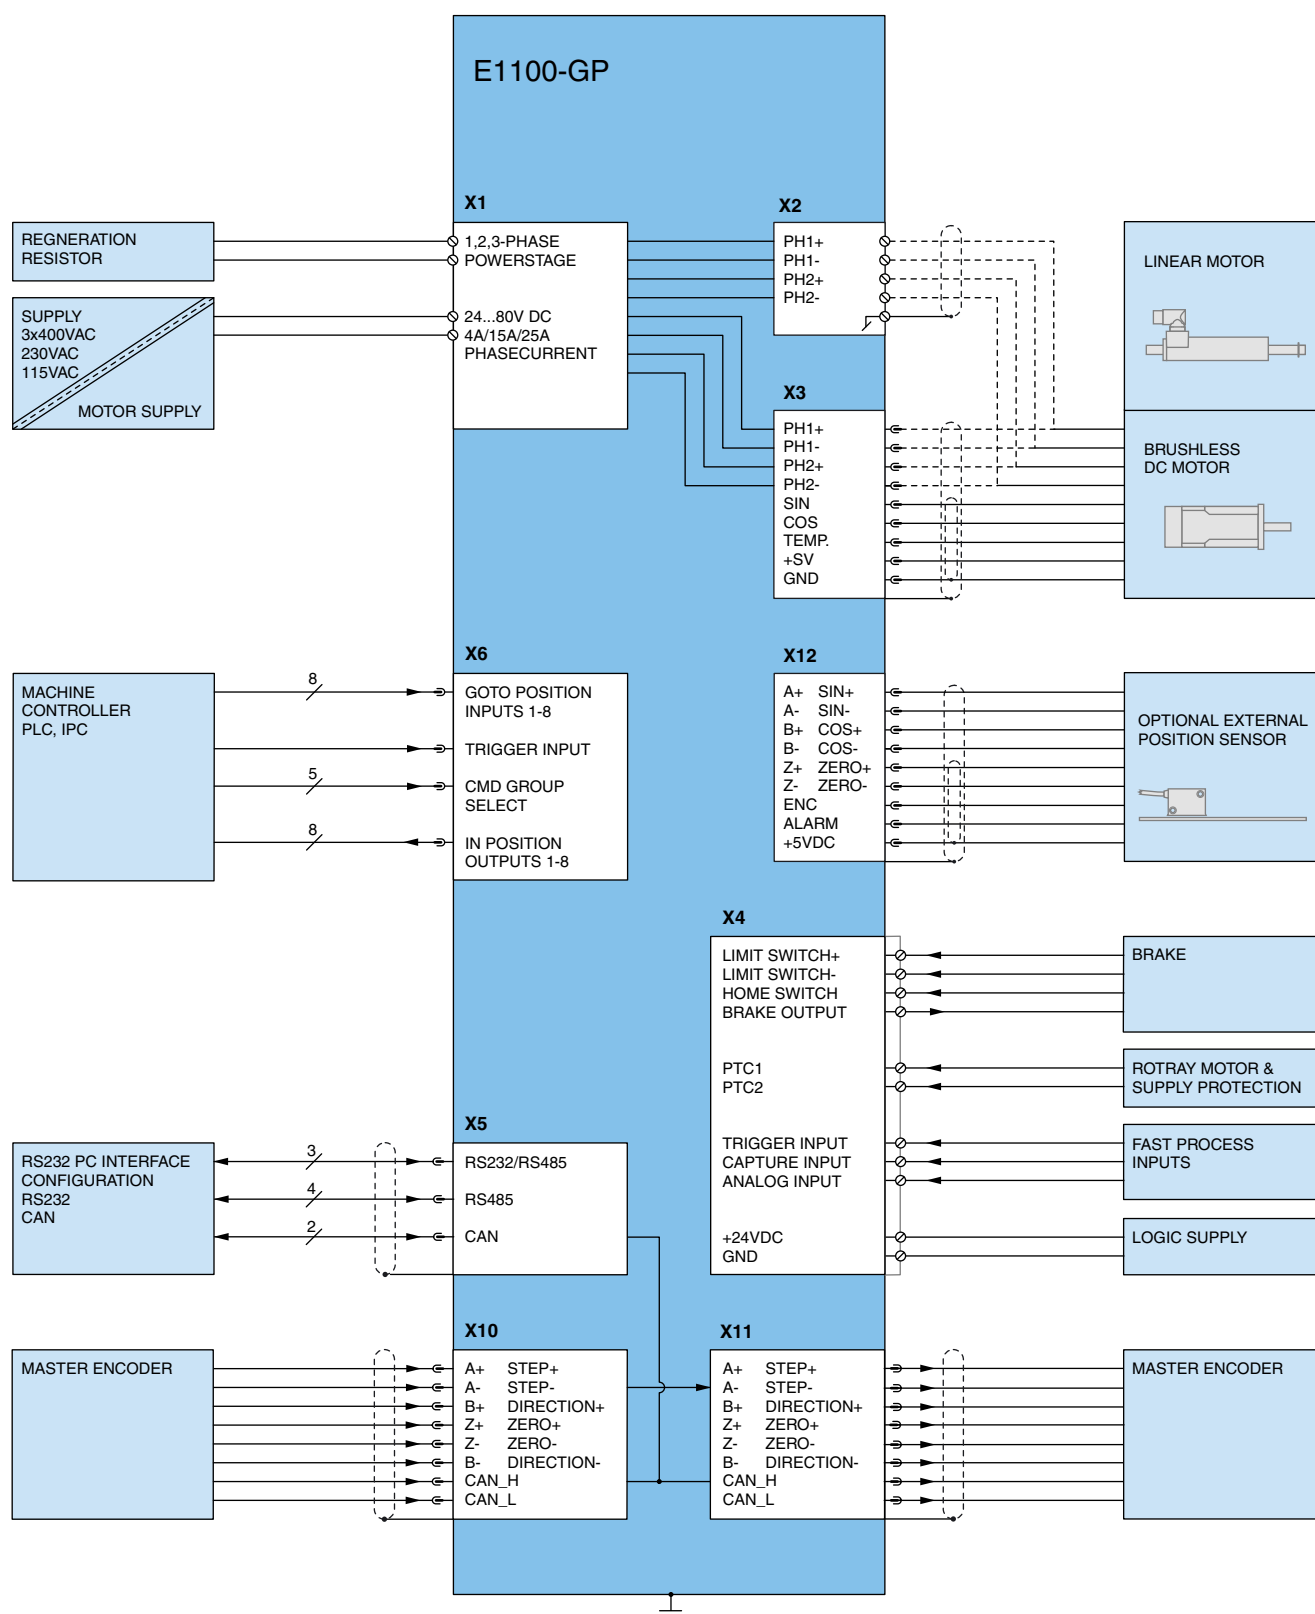 E1100-GP
X1
X2
REGNERATION
RESISTOR
1,2,3-PHASE
POWERSTAGE
PH1+
PH1-
PH2+
PH2-
LINEAR MOTOR
SUPPLY
3x400VAC
230VAC
115VAC
MOTOR SUPPLY
24...80V DC
4A/15A/25A
PHASECURRENT
X3
PH1+
PH1-
PH2+
PH2-
SIN
COS
TEMP.
+SV
GND
BRUSHLESS
DC MOTOR
X6
MACHINE
CONTROLLER
PLC, IPC
8
5
8
GOTO POSITION
INPUTS 1-8
TRIGGER INPUT
CMD GROUP
SELECT
IN POSITION
OUTPUTS 1-8
X12
A+ SIN+
A- SIN-
B+ COS+
B- COS-
Z+ ZERO+
Z- ZERO-
ENC
ALARM
+5VDC
OPTIONAL EXTERNAL
POSITION SENSOR
X4
LIMIT SWITCH+
LIMIT SWITCH-
HOME SWITCH
BRAKE OUTPUT
PTC1
PTC2
TRIGGER INPUT
CAPTURE INPUT
ANALOG INPUT
+24VDC
GND
BRAKE
ROTRAY MOTOR &
SUPPLY PROTECTION
FAST PROCESS
INPUTS
LOGIC SUPPLY
X5
RS232 PC INTERFACE
CONFIGURATION
RS232
CAN
3
4
2
RS232/RS485
RS485
CAN
X10
MASTER ENCODER
A+ STEP+
A- STEP-
B+ DIRECTION+
Z+ ZERO+
Z- ZERO-
B- DIRECTION-
CAN_H
CAN_L
X11
A+ STEP+
A- STEP-
B+ DIRECTION+
Z+ ZERO+
Z- ZERO-
B- DIRECTION-
CAN_H
CAN_L
MASTER ENCODER